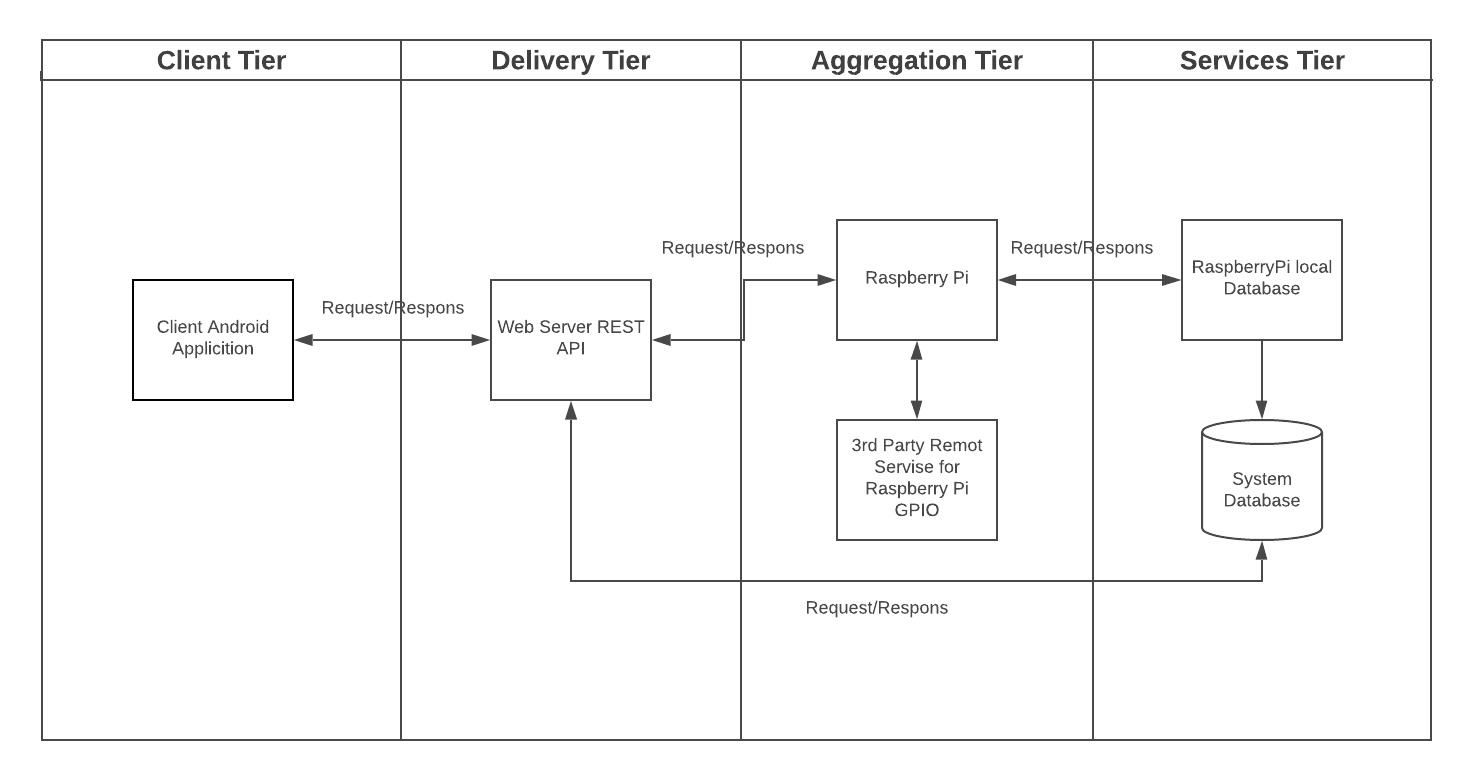 Client Tier
Delivery Tier
Aggregation Tier
Services Tier
Request/Respons
Client Android
Applicition
Request/Respons
Web Server REST
API
Raspberry Pi
Request/Respons
RaspberryPi local
Database
3rd Party Remot
Servise for
Raspberry Pi
GPIO
System
Database
Request/Respons